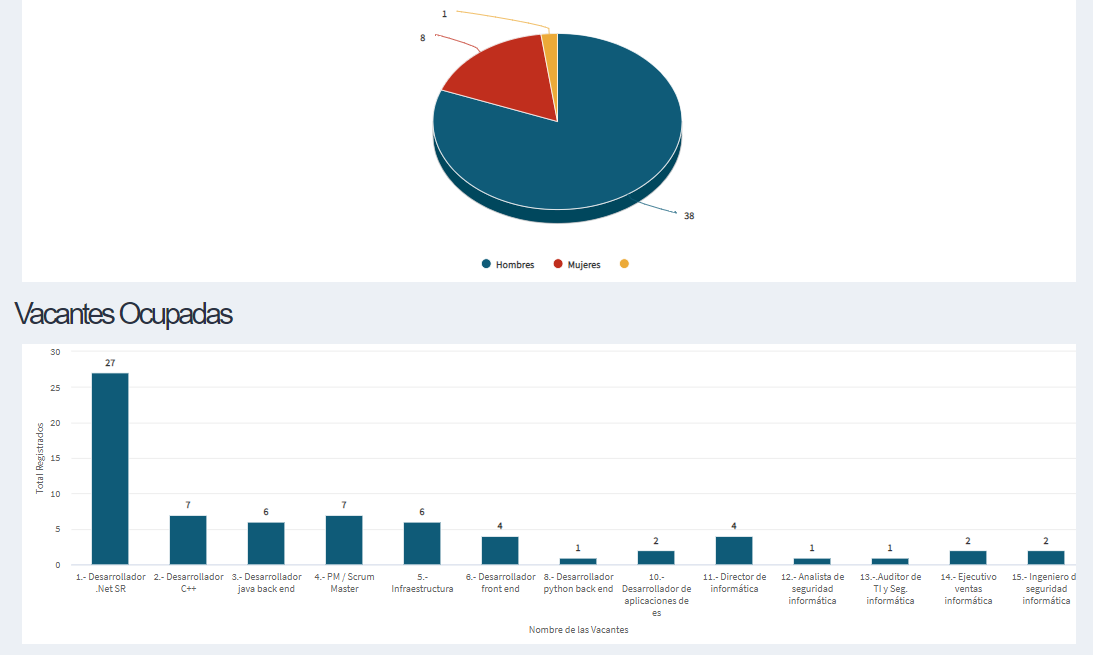 1
8
38
Hombres Mujeres
Vacantes Ocupadas
30
25
20
15
10
5
0
Total Registrados
27
7
6
7
6
4
1
2
4
1
1
2
2
1.- Desarrollador
.Net SR
2.- Desarrollador
C++
3.- Desarrollador
java back end
4.- PM / Scrum
Master
5.-
Infraestructura
6.- Desarrollador
front end
8.- Desarrollador
python back end
10.-
Desarrollador de
aplicaciones de
es
11.- Director de
informática
12.- Analista de
seguridad
informática
13.-.Auditor de
TI y Seg.
informática
14.- Ejecutivo
ventas
informática
15.- Ingeniero d
seguridad
informática
Nombre de las Vacantes